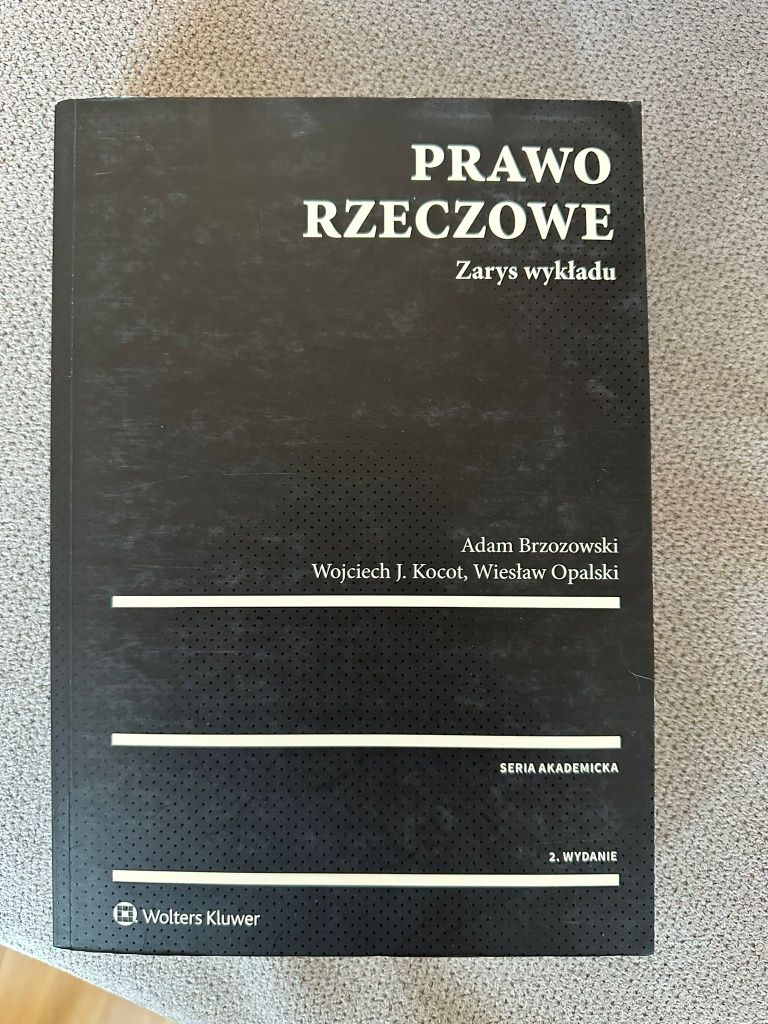 PRAWO
RZECZOWE
Zarys wykładu
Adam Brzozowski
Wojciech J. Kocot, Wiesław Opalski
SERIA AKADEMICKA
2. WYDANIE
Wolters Kluwer